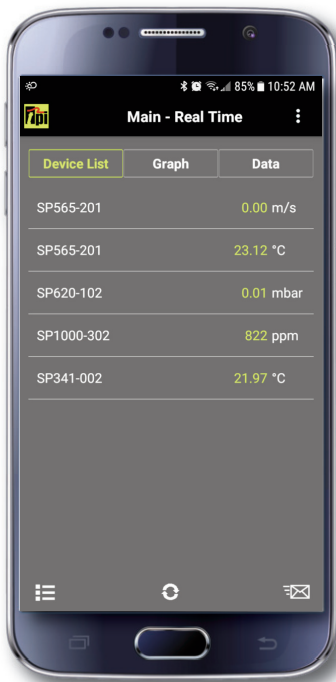 85% 10:52 AM
TPI Main - Real Time
Device List Graph Data
SP565-201 0.00 m/s
SP565-201 23.12 °C
SP620-102 0.01 mbar
SP1000-302 822 ppm
SP341-002 21.97 °C